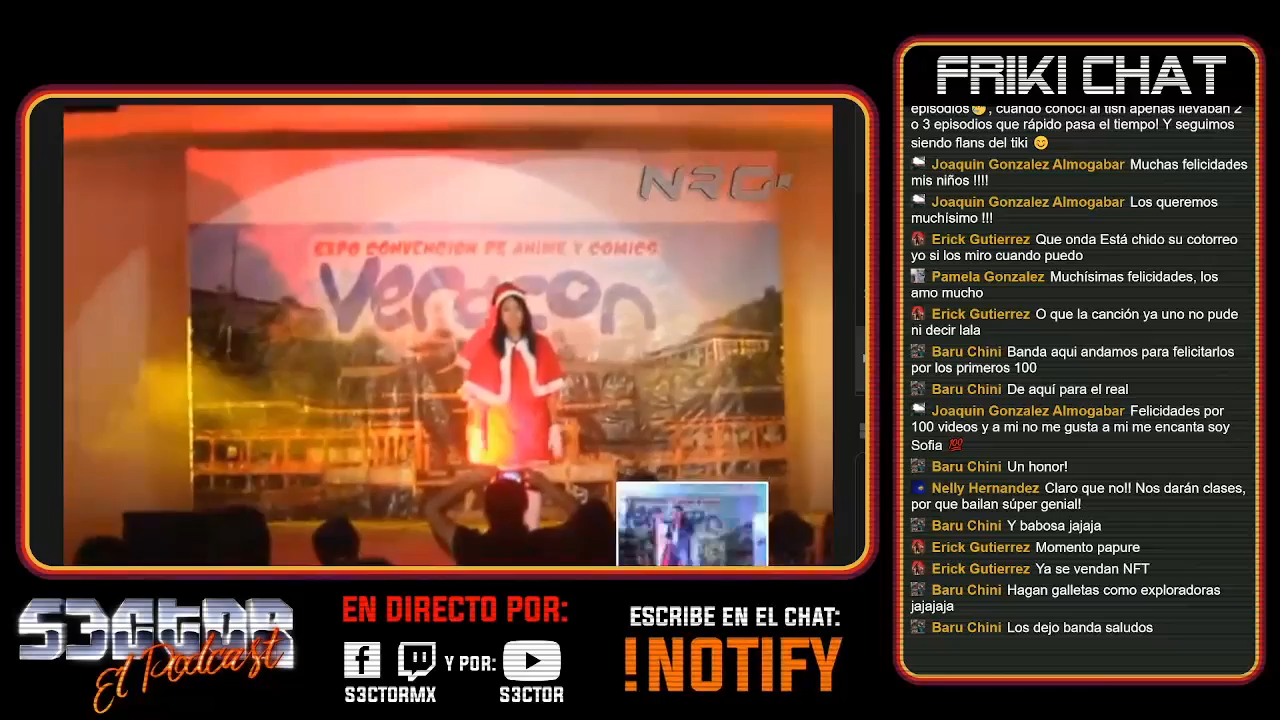 NRG
EXPO CONVENCION DE ANIME Y COMICS
Veracon
S3CTOR
El Podcast
EN DIRECTO POR:
Y POR:
S3CTORMX
S3CTOR
ESCRIBE EN EL CHAT:
!NOTIFY
FRIKI CHAT
episodios🤔, cuando conocí al tish apenas llevaban 2
o 3 episodios que rápido pasa el tiempo! Y seguimos
siendo flans del tiki 😊
Joaquin Gonzalez Almogabar Muchas felicidades
mis niños !!!!
Joaquin Gonzalez Almogabar Los queremos
muchísimo !!!
Erick Gutierrez Que onda Está chido su cotorreo
yo si los miro cuando puedo
Pamela Gonzalez Muchísimas felicidades, los
amo mucho
Erick Gutierrez O que la canción ya uno no pude
ni decir lala
Baru Chini Banda aqui andamos para felicitarlos
por los primeros 100
Baru Chini De aquí para el real
Joaquin Gonzalez Almogabar Felicidades por
100 videos y a mi no me gusta a mi me encanta soy
Sofia 💯
Baru Chini Un honor!
Nelly Hernandez Claro que no!! Nos darán clases,
por que bailan súper genial!
Baru Chini Y babosa jajaja
Erick Gutierrez Momento papure
Erick Gutierrez Ya se vendan NFT
Baru Chini Hagan galletas como exploradoras
jajajaja
Baru Chini Los dejo banda saludos